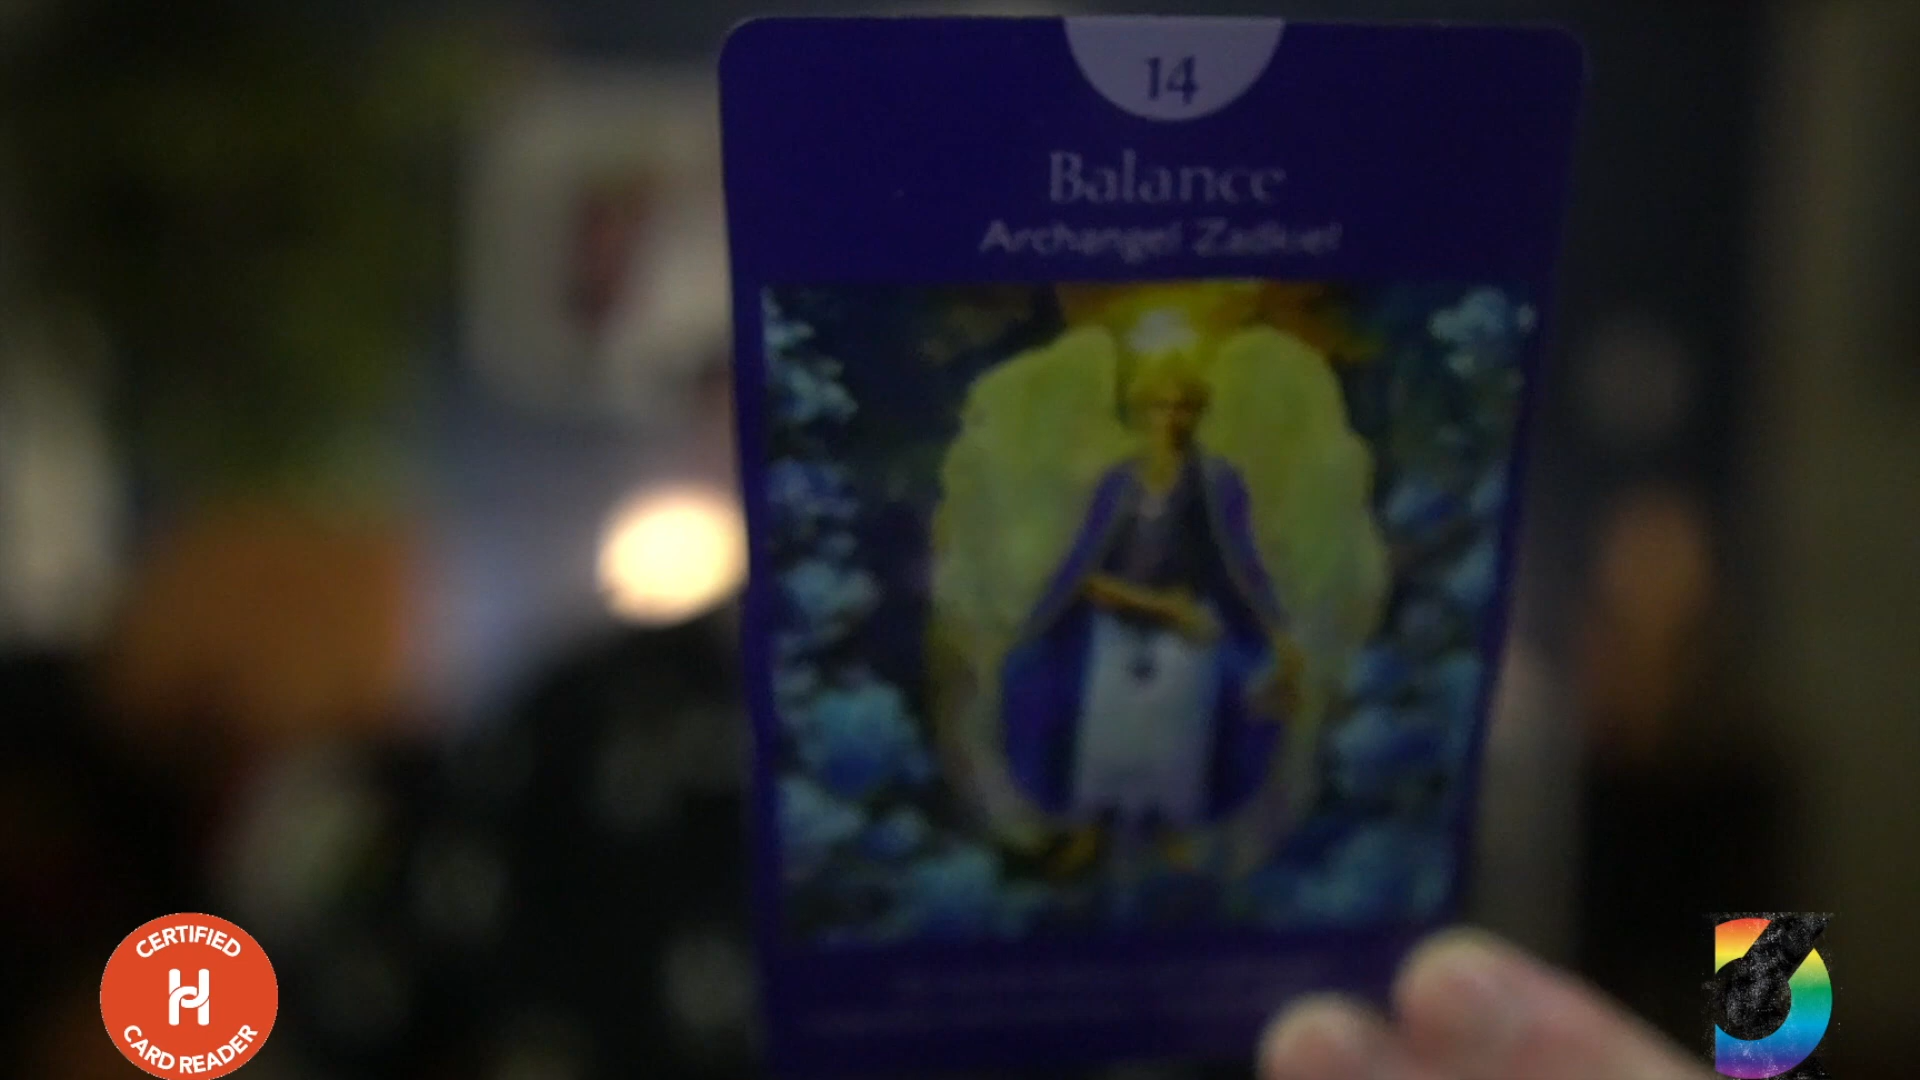 14
Balance
Archangel Zadkiel
CERTIFIED
H
CARD READER